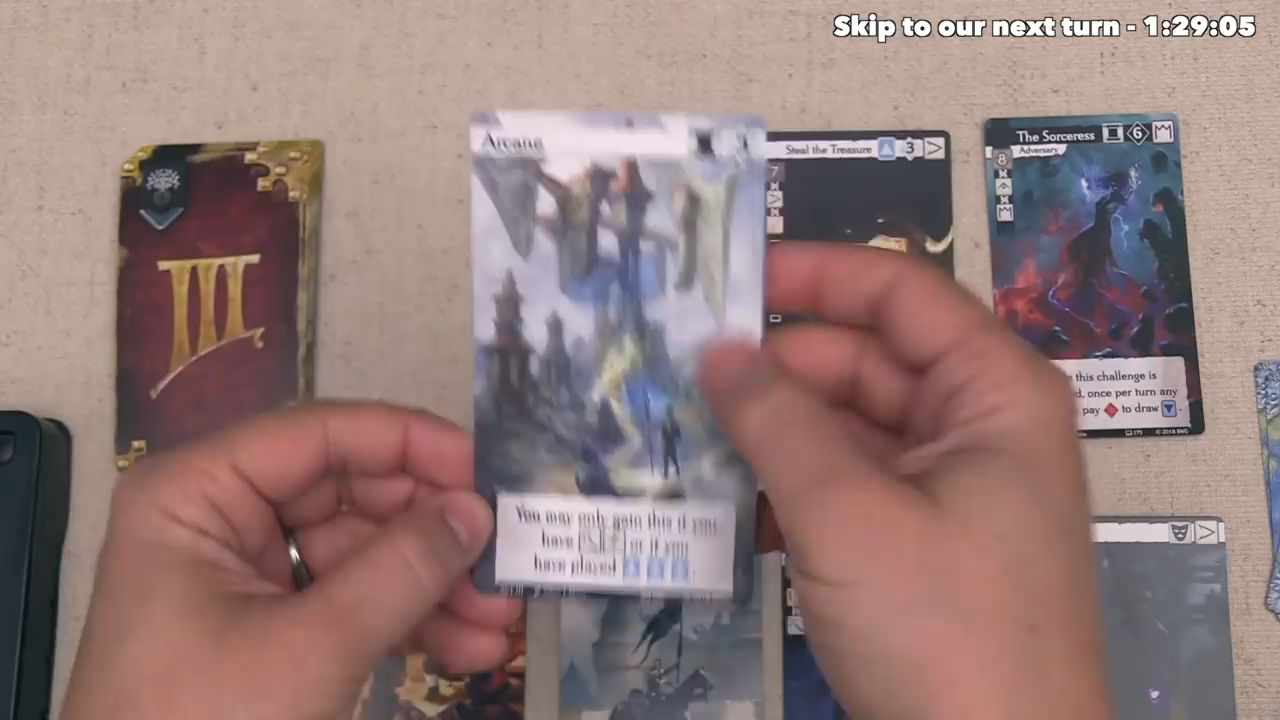 Skip to our next turn - 1:29:05
Arcane
Steal the Treasure 3
7
The Sorceress 6
Adversary
8
this challenge is
d, once per turn any
pay to draw
© 2018
III
You may only gain this if you
have or if you
have played